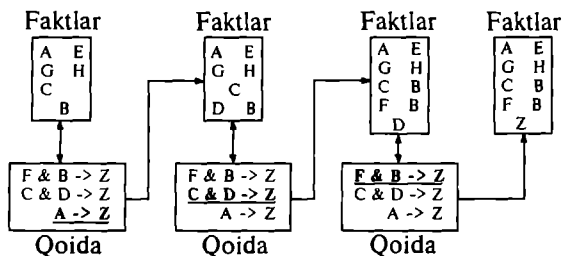 Faktlar
A E
G H
C
B
F & B -> Z
C & D -> Z
A -> Z
Qoida
Faktlar
A E
G H
C
D B
F & B -> Z
C & D -> Z
A -> Z
Qoida
Faktlar
A E
G H
C B
F B
D
F & B -> Z
C & D -> Z
A -> Z
Qoida
Faktlar
A E
G H
C B
F B
Z